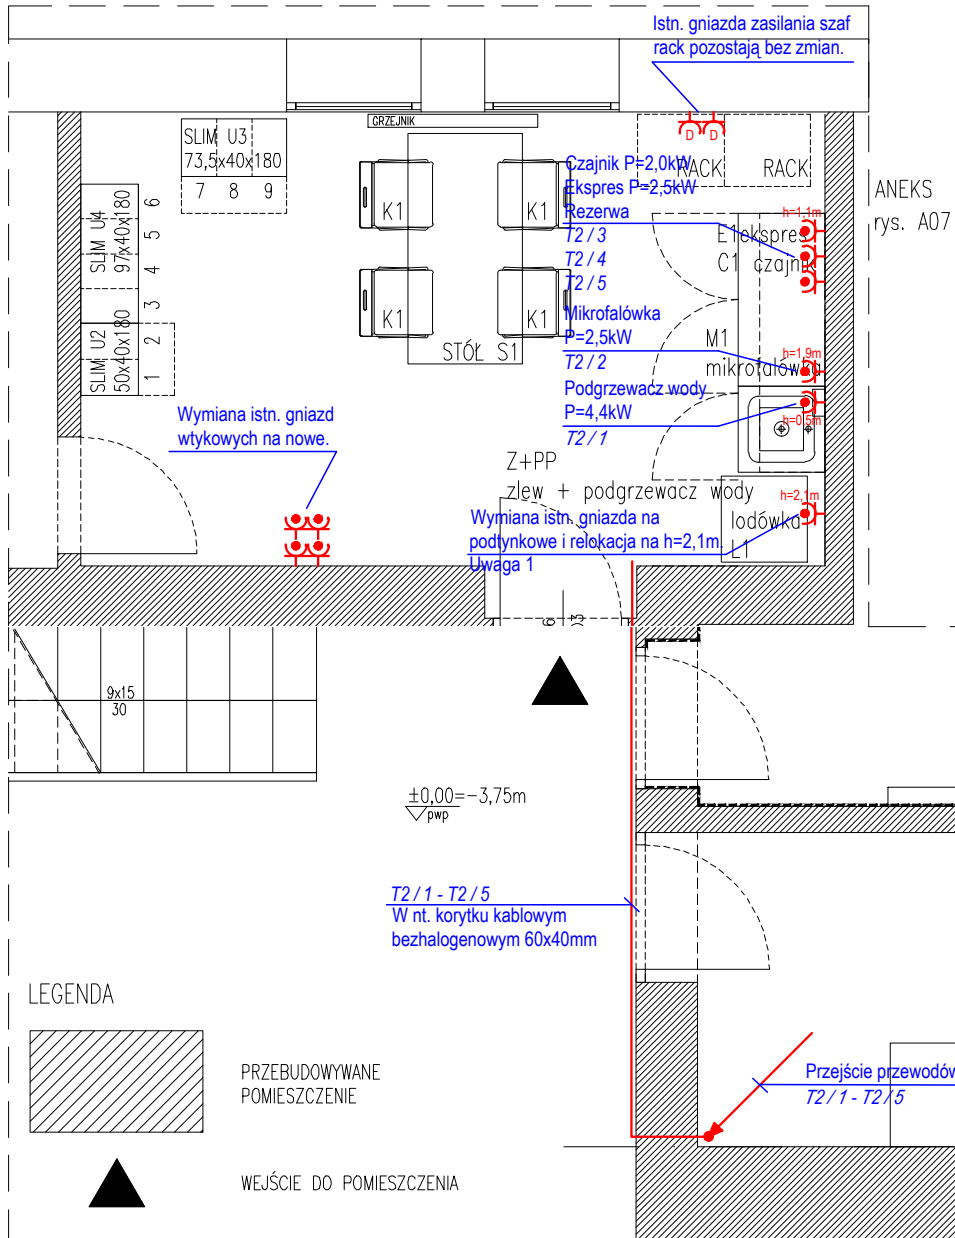 Istn. gniazda zasilania szaf
rack pozostają bez zmian.
GRZEJNIK
SLIM U3
73,5x40x180
7 8 9
D D
RACK RACK
ANEKS
rys. A07
SLIM U4
97x40x180
6
5
4
3
2
1
SLIM U2
50x40x180
K1
K1
K1
K1
STÓŁ S1
Czajnik P=2,0kW
Ekspres P=2,5kW
Rezerwa
T2 / 3
T2 / 4
T2 / 5
h=1,1m
E1ekspres
C1 czajnik
Mikrofalówka
P=2,5kW
T2 / 2
M1
mikrofalówka
h=1,9m
Podgrzewacz wody
P=4,4kW
T2 / 1
h=0,5m
Wymiana istn. gniazd
wtykowych na nowe.
Z+PP
zlew + podgrzewacz wody
h=2,1m
lodówka
L1
Wymiana istn. gniazda na
podtynkowe i relokacja na h=2,1m.
Uwaga 1
9x15
30
±0,00=-3,75m
pwp
T2 / 1 - T2 / 5
W nt. korytku kablowym
bezhalogenowym 60x40mm
LEGENDA
PRZEBUDOWYWANE
POMIESZCZENIE
WEJŚCIE DO POMIESZCZENIA
Przejście przewodów
T2 / 1 - T2 / 5